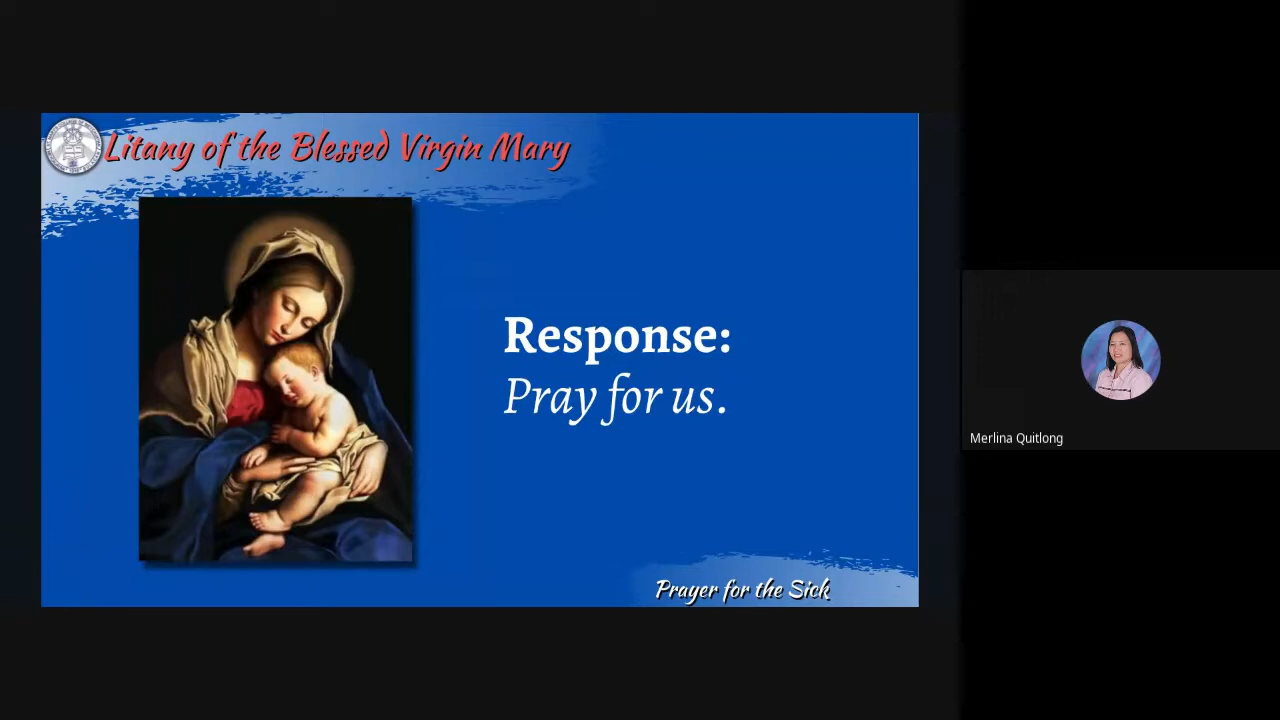 Litany of the Blessed Virgin Mary
Response:
Pray for us.
Merlina Quitlong
Prayer for the Sick